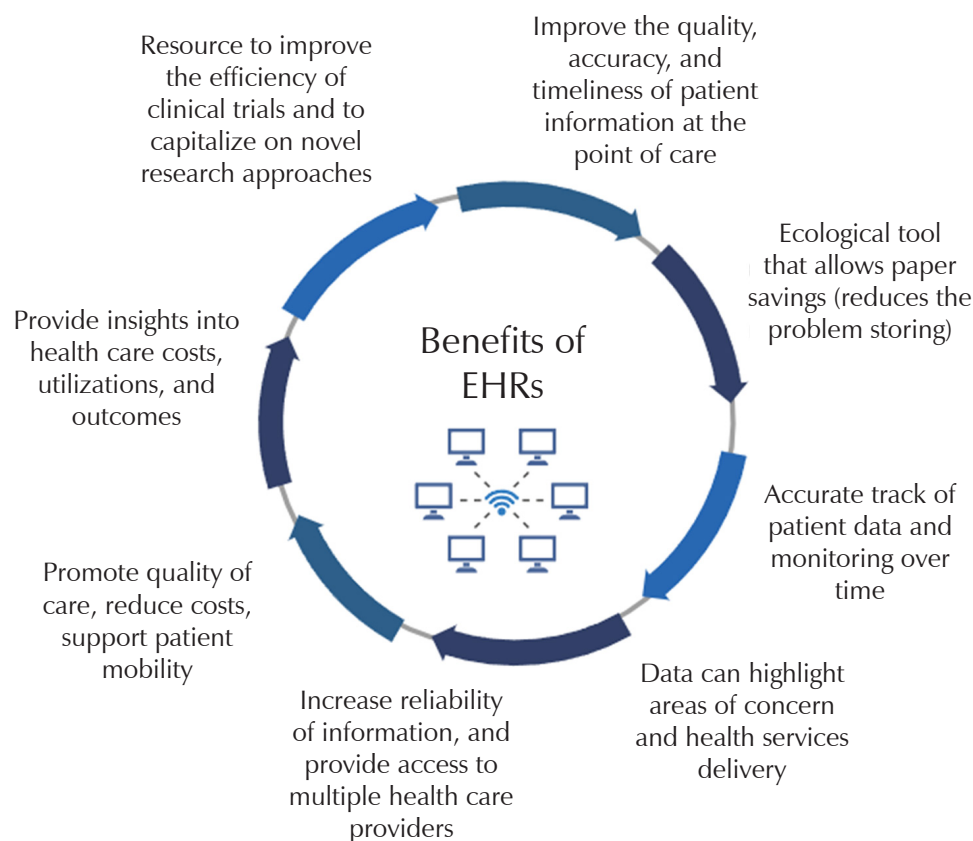 Benefits of
EHRs
Improve the quality,
accuracy, and
timeliness of patient
information at the
point of care
Ecological tool
that allows paper
savings (reduces the
problem storing)
Accurate track of
patient data and
monitoring over
time
Data can highlight
areas of concern
and health services
delivery
Increase reliability
of information, and
provide access to
multiple health care
providers
Promote quality of
care, reduce costs,
support patient
mobility
Provide insights into
health care costs,
utilizations, and
outcomes
Resource to improve
the efficiency of
clinical trials and to
capitalize on novel
research approaches